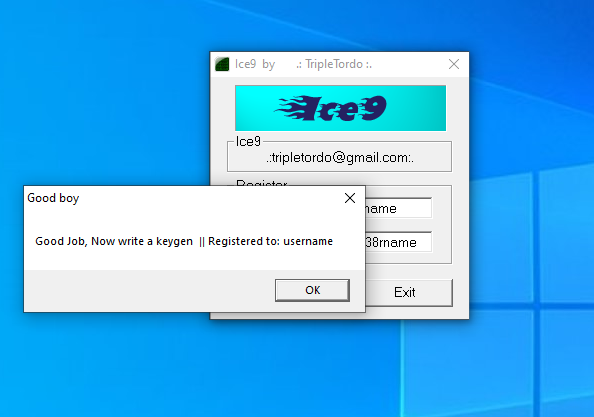 Ice9 by .: TripleTordo :.
Ice9
Ice9
.:tripletordo@gmail.com:.
Register
name
38rname
Exit
Good boy
Good Job, Now write a keygen || Registered to: username
OK